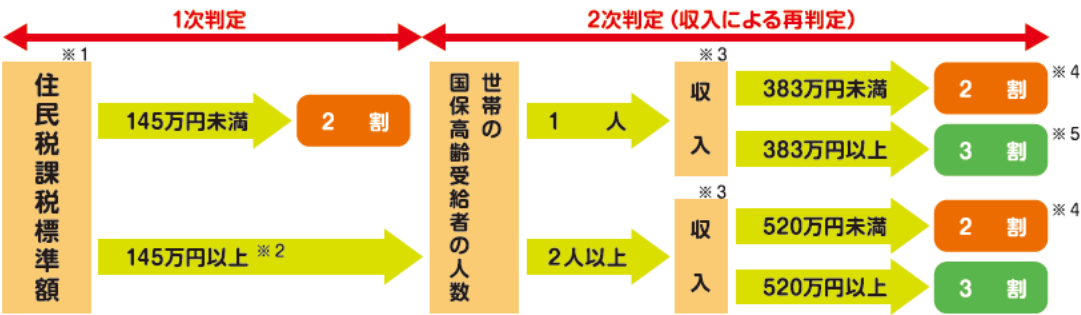 1次判定
2次判定（収入による再判定）
※1
住民税課税標準額
145万円未満
2 割
145万円以上 ※2
世帯の
国保高齢受給者の人数
1 人
※3
収入
383万円未満
2 割 ※4
383万円以上
3 割 ※5
2人以上
※3
収入
520万円未満
2 割 ※4
520万円以上
3 割